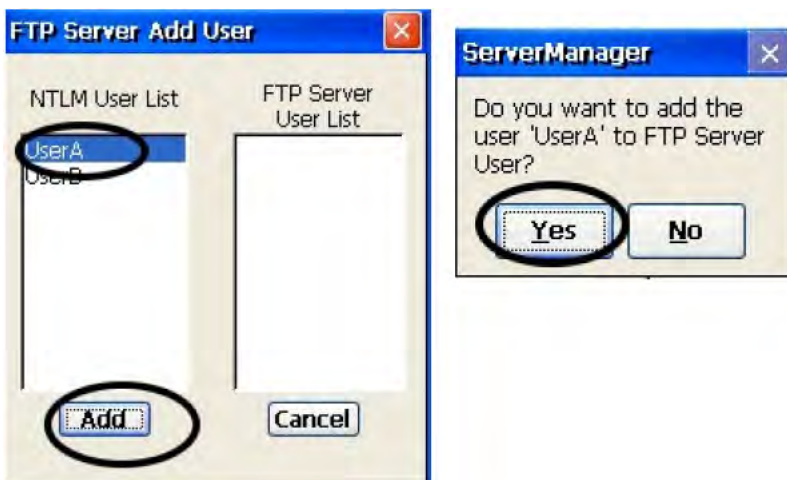 FTP Server Add User
NTLM User List
FTP Server
User List
UserA
UserB
Add
Cancel
ServerManager
Do you want to add the
user 'UserA' to FTP Server
User?
Yes
No